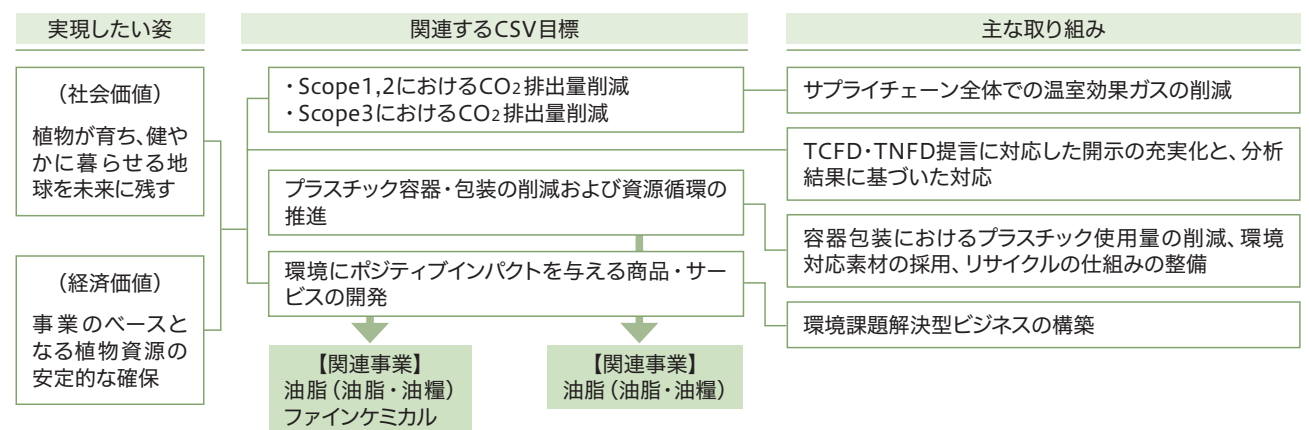 実現したい姿
関連するCSV目標
主な取り組み
（社会価値）
植物が育ち、健や
かに暮らせる地
球を未来に残す
（経済価値）
事業のベースと
なる植物資源の
安定的な確保
・Scope1,2におけるCO2排出量削減
・Scope3におけるCO2排出量削減
プラスチック容器・包装の削減および資源循環の
推進
環境にポジティブインパクトを与える商品・サー
ビスの開発
【関連事業】
油脂（油脂・油糧）
ファインケミカル
【関連事業】
油脂（油脂・油糧）
サプライチェーン全体での温室効果ガスの削減
TCFD・TNFD提言に対応した開示の充実化と、分析
結果に基づいた対応
容器包装におけるプラスチック使用量の削減、環境
対応素材の採用、リサイクルの仕組みの整備
環境課題解決型ビジネスの構築